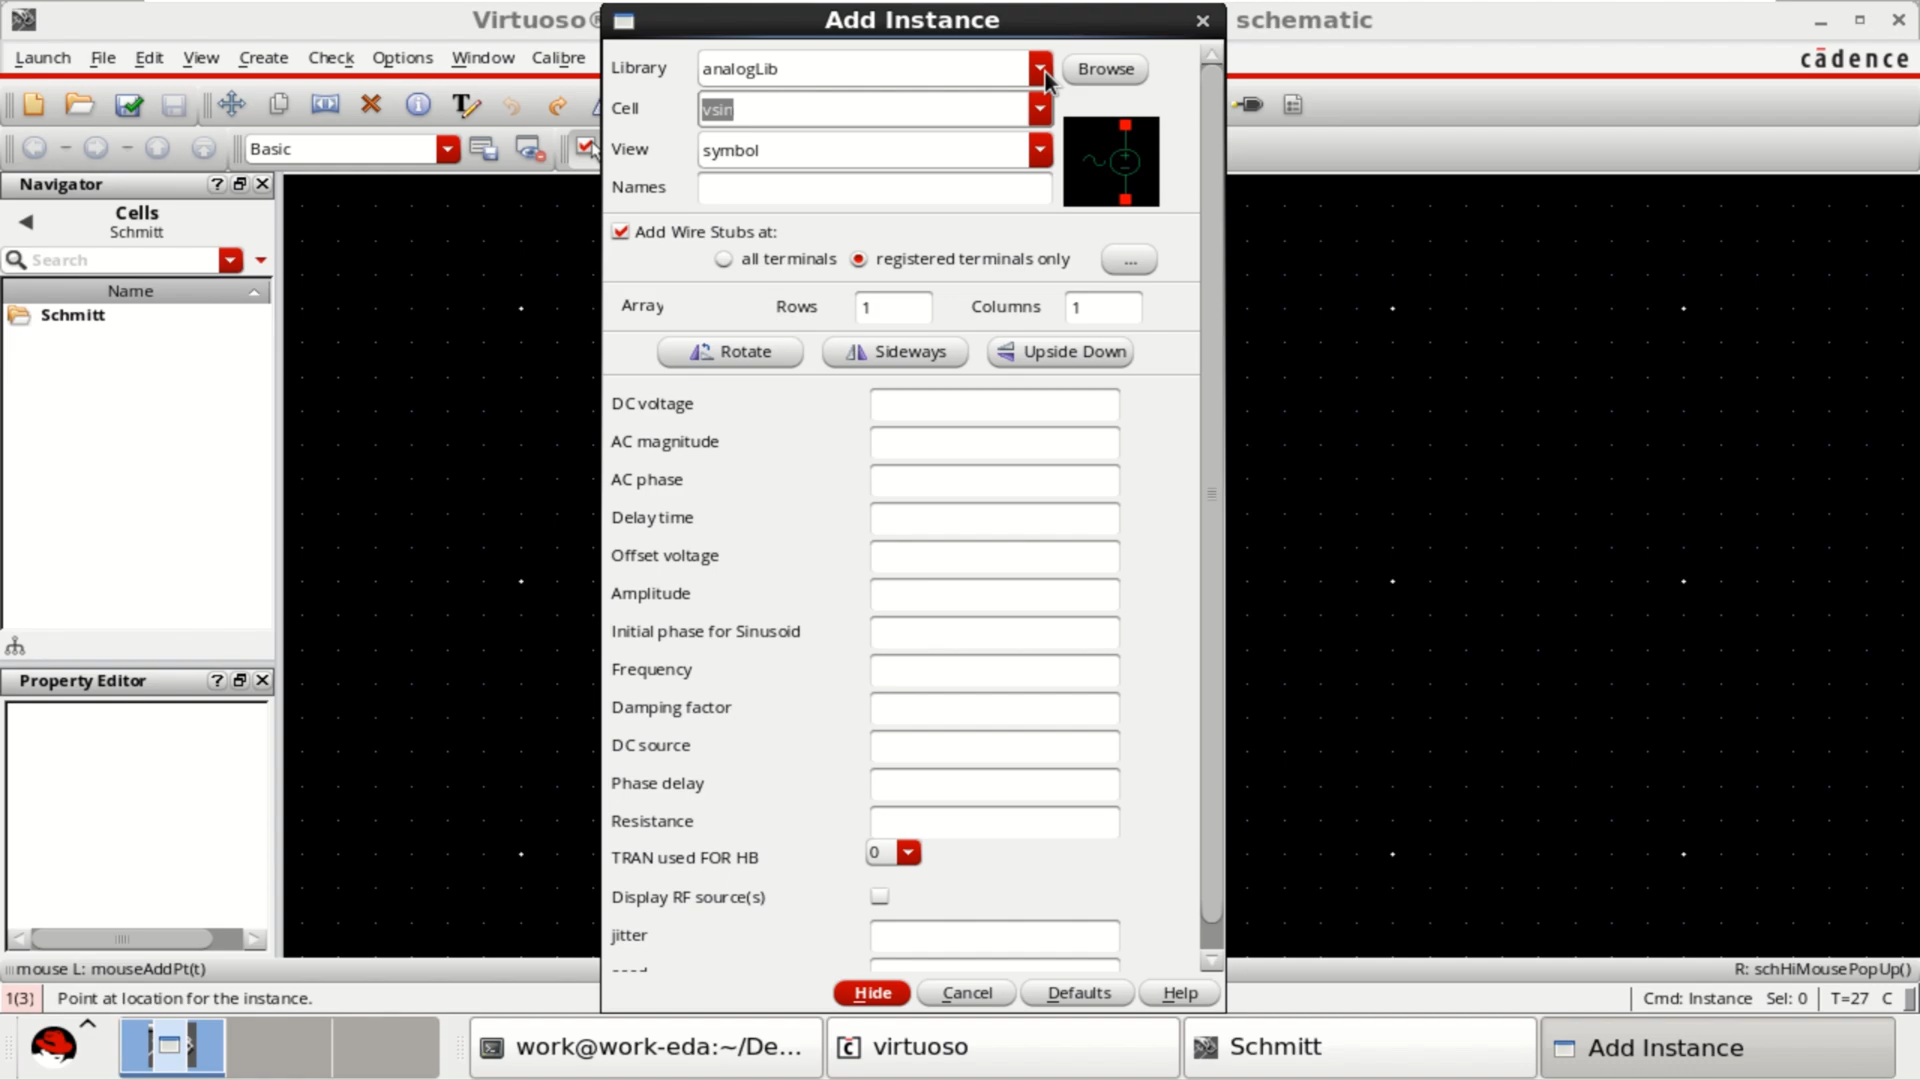 Virtuoso®
Add Instance
schematic
Launch File Edit View Create Check Options Window Calibre
cādence
Library analogLib Browse
Cell vsin
View symbol
Names
Basic
Navigator
Cells
Schmitt
Search
Name
Schmitt
Property Editor
Add Wire Stubs at:
all terminals registered terminals only ...
Array Rows 1 Columns 1
Rotate Sideways Upside Down
DC voltage
AC magnitude
AC phase
Delay time
Offset voltage
Amplitude
Initial phase for Sinusoid
Frequency
Damping factor
DC source
Phase delay
Resistance
TRAN used FOR HB 0
Display RF source(s)
jitter
Hide Cancel Defaults Help
mouse L: mouseAddPt(t) R: schHiMousePopUp()
1(3) Point at location for the instance. Cmd: Instance Sel: 0 T=27 C
work@work-eda:~/De... virtuoso Schmitt Add Instance